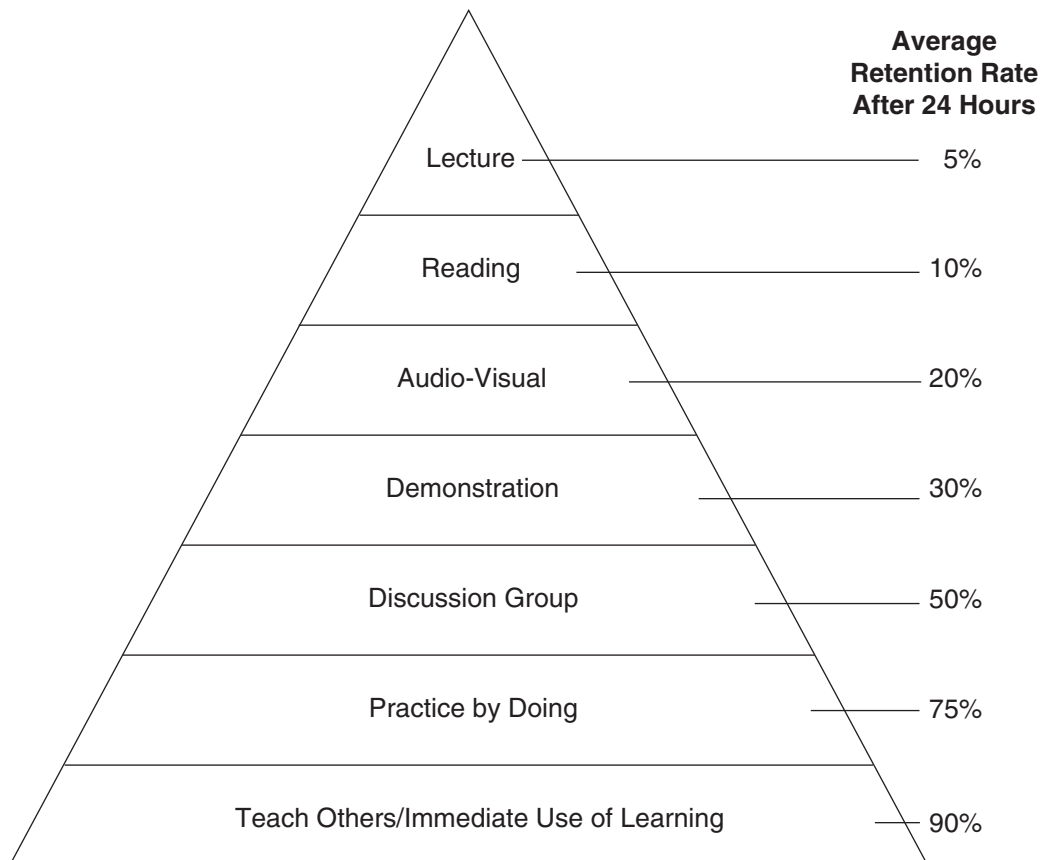 Average
Retention Rate
After 24 Hours
Lecture 5%
Reading 10%
Audio-Visual 20%
Demonstration 30%
Discussion Group 50%
Practice by Doing 75%
Teach Others/Immediate Use of Learning 90%